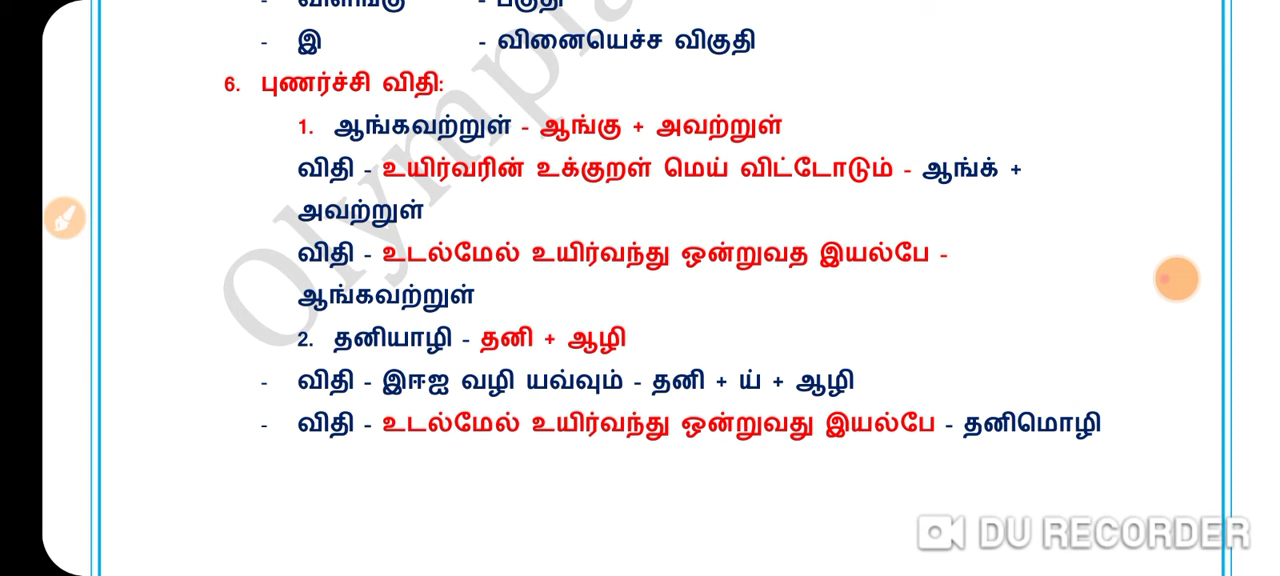 - விளங்கு - பகுதி
- இ - வினையெச்ச விகுதி
6. புணர்ச்சி விதி:
1. ஆங்கவற்றுள் - ஆங்கு + அவற்றுள்
விதி - உயிர்வரின் உக்குறள் மெய் விட்டோடும் - ஆங்க் +
அவற்றுள்
விதி - உடல்மேல் உயிர்வந்து ஒன்றுவத இயல்பே -
ஆங்கவற்றுள்
2. தனியாழி - தனி + ஆழி
- விதி - இஈஐ வழி யவ்வும் - தனி + ய் + ஆழி
- விதி - உடல்மேல் உயிர்வந்து ஒன்றுவது இயல்பே - தனிமொழி
DU RECORDER